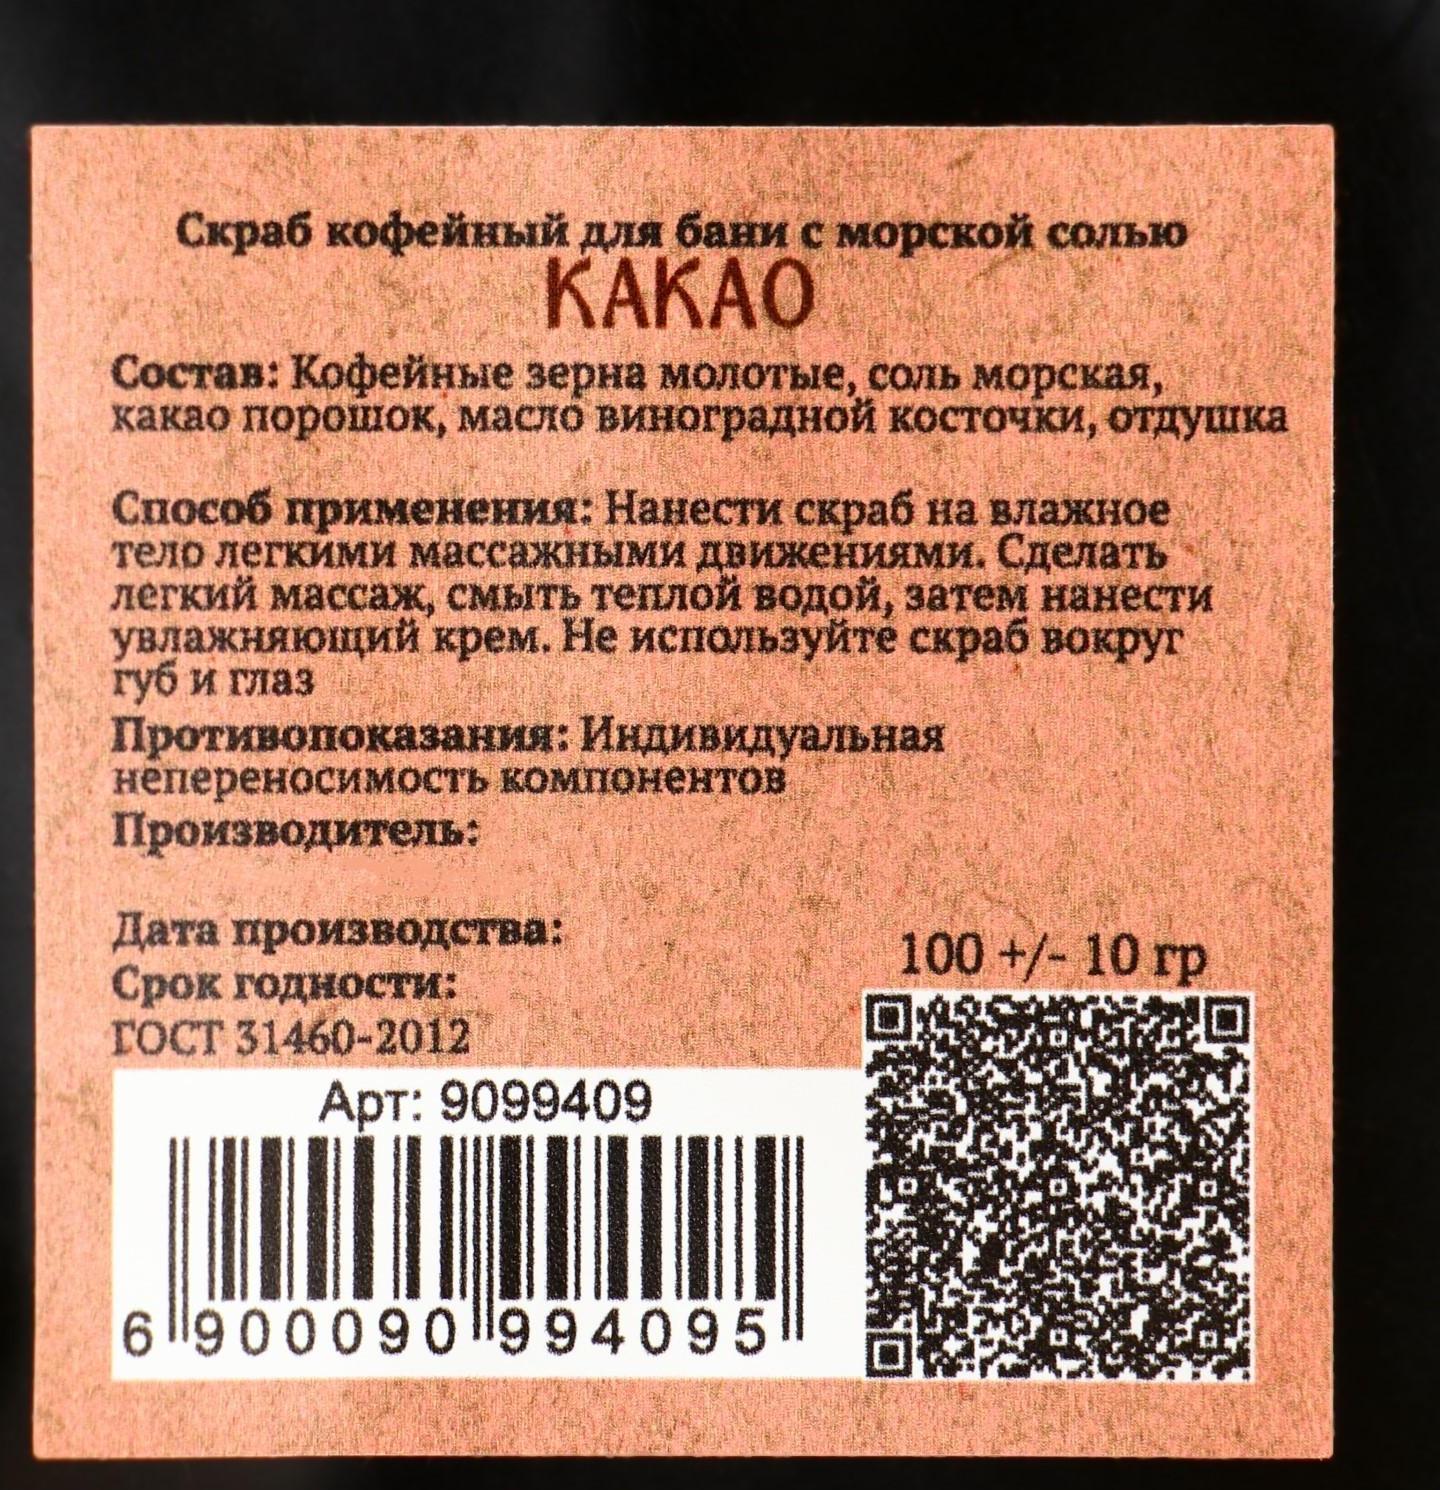 Скраб кофейный для бани с морской солью
КАКАО
Состав: Кофейные зерна молотые, соль морская,
какао порошок, масло виноградной косточки, отдушка
Способ применения: Нанести скраб на влажное
тело легкими массажными движениями. Сделать
легкий массаж, смыть теплой водой, затем нанести
увлажняющий крем. Не используйте скраб вокруг
губ и глаз
Противопоказания: Индивидуальная
непереносимость компонентов
Производитель:
Дата производства:
Срок годности:
ГОСТ 31460-2012
100 +/- 10 гр
Арт: 9099409
6 900090 994095